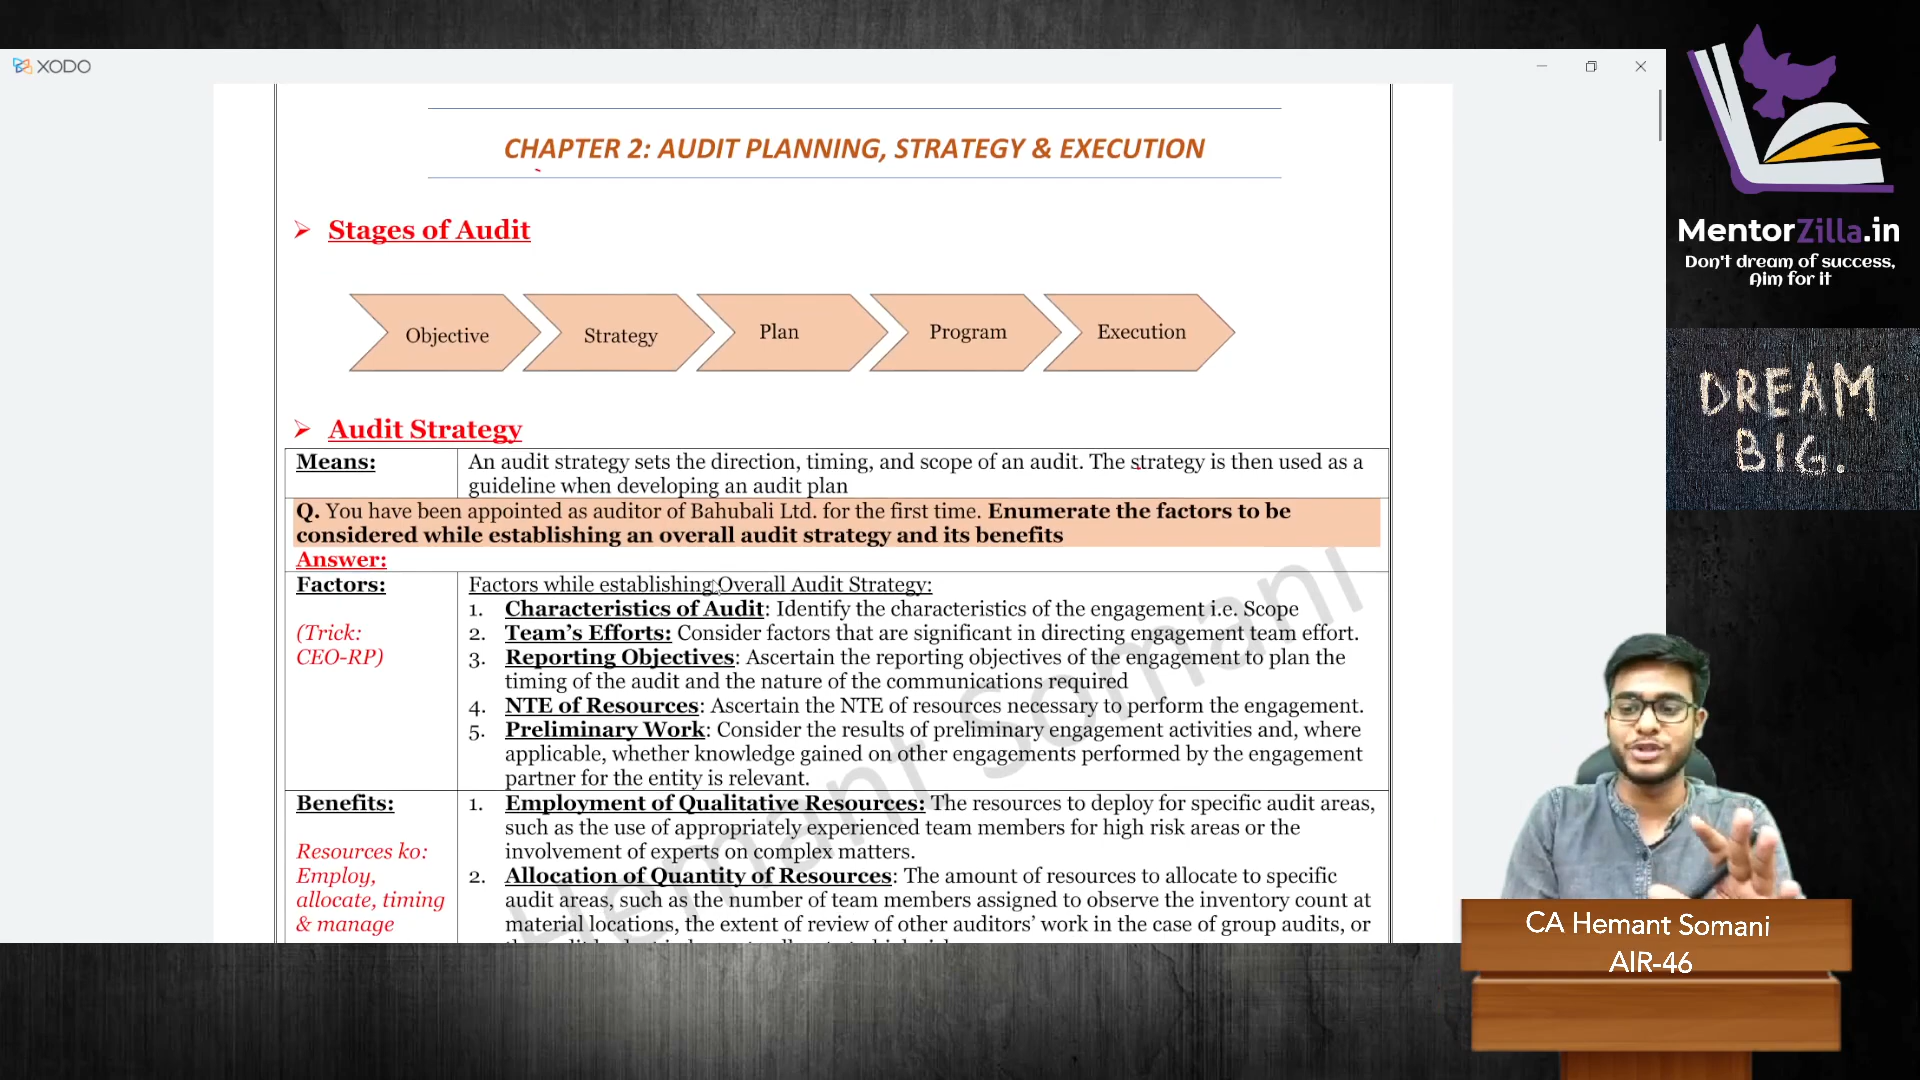 XODO
CHAPTER 2: AUDIT PLANNING, STRATEGY & EXECUTION
Stages of Audit
Objective
Strategy
Plan
Program
Execution
Audit Strategy
Means:
An audit strategy sets the direction, timing, and scope of an audit. The strategy is then used as a
guideline when developing an audit plan
Q. You have been appointed as auditor of Bahubali Ltd. for the first time. Enumerate the factors to be
considered while establishing an overall audit strategy and its benefits
Answer:
Factors:
(Trick:
CEO-RP)
Factors while establishing Overall Audit Strategy:
1. Characteristics of Audit: Identify the characteristics of the engagement i.e. Scope
2. Team's Efforts: Consider factors that are significant in directing engagement team effort.
3. Reporting Objectives: Ascertain the reporting objectives of the engagement to plan the
timing of the audit and the nature of the communications required
4. NTE of Resources: Ascertain the NTE of resources necessary to perform the engagement.
5. Preliminary Work: Consider the results of preliminary engagement activities and, where
applicable, whether knowledge gained on other engagements performed by the engagement
partner for the entity is relevant.
Benefits:
Resources ko:
Employ,
allocate, timing
& manage
1. Employment of Qualitative Resources: The resources to deploy for specific audit areas,
such as the use of appropriately experienced team members for high risk areas or the
involvement of experts on complex matters.
2. Allocation of Quantity of Resources: The amount of resources to allocate to specific
audit areas, such as the number of team members assigned to observe the inventory count at
material locations, the extent of review of other auditors' work in the case of group audits, or
Hemant Somani
MentorZilla.in
Don't dream of success,
Aim for it
DREAM
BIG.
CA Hemant Somani
AIR-46